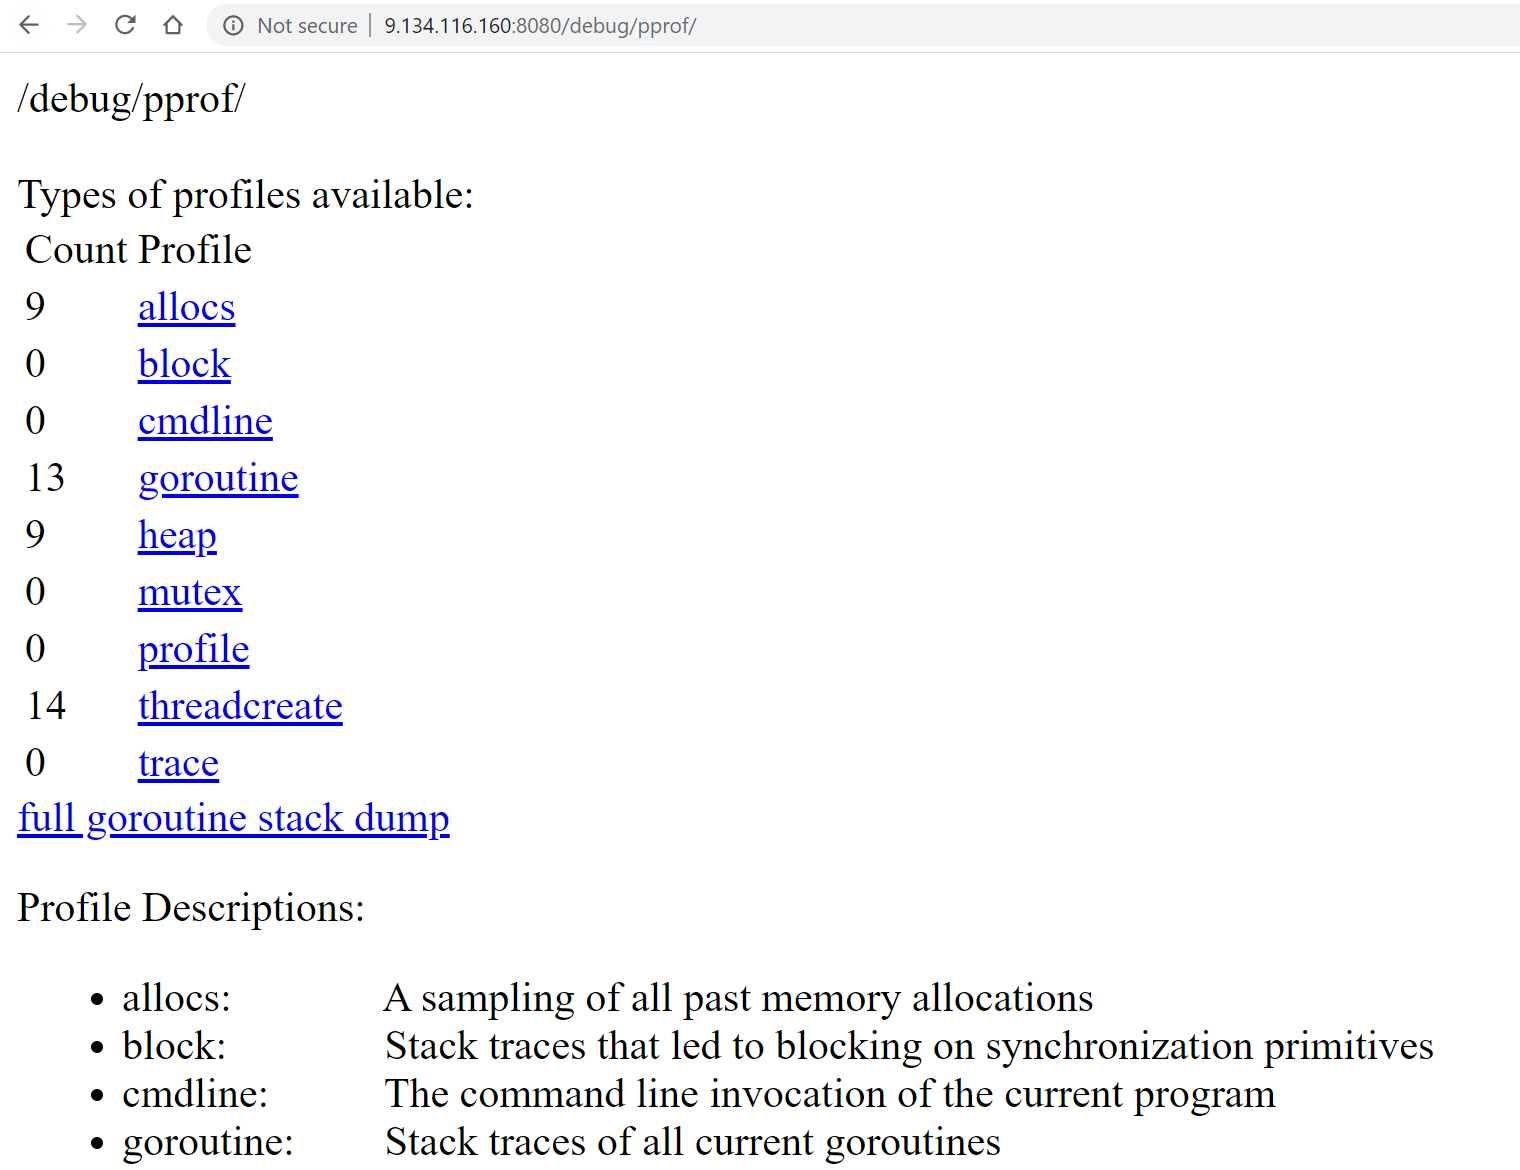 Not secure | 9.134.116.160:8080/debug/pprof/
/debug/pprof/
Types of profiles available:
Count Profile
9 allocs
0 block
0 cmdline
13 goroutine
9 heap
0 mutex
0 profile
14 threadcreate
0 trace
full goroutine stack dump
Profile Descriptions:
• allocs: A sampling of all past memory allocations
• block: Stack traces that led to blocking on synchronization primitives
• cmdline: The command line invocation of the current program
• goroutine: Stack traces of all current goroutines